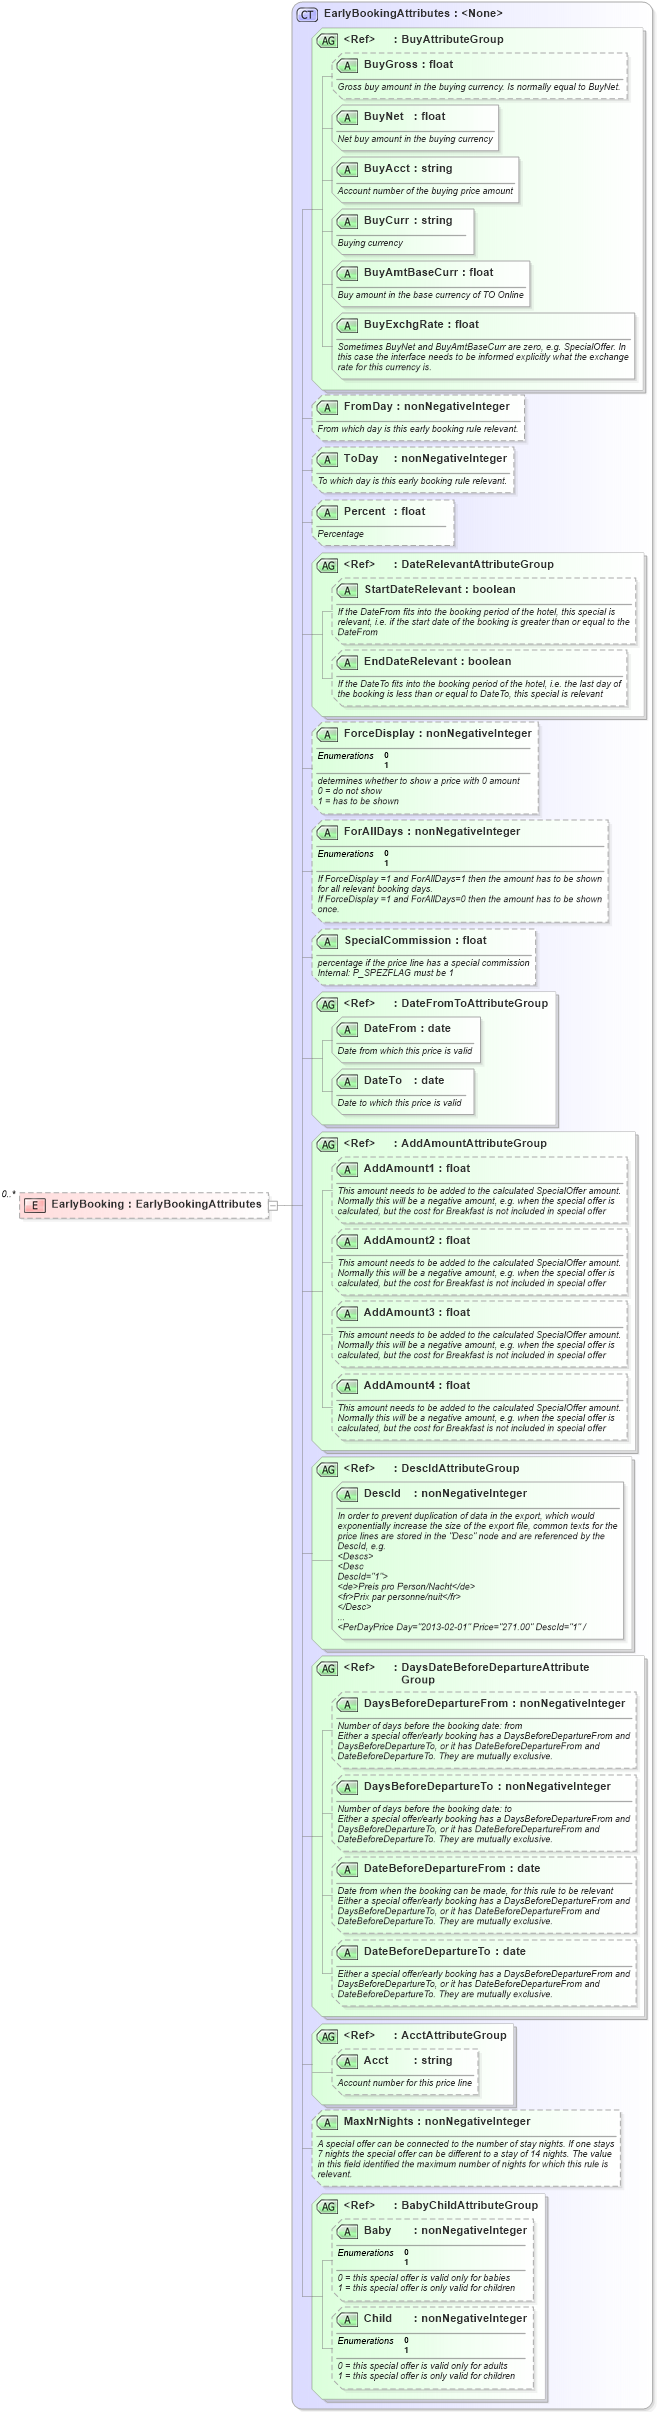 CT EarlyBookingAttributes : <None>
AG <Ref> : BuyAttributeGroup
A BuyGross : float
Gross buy amount in the buying currency. Is normally equal to BuyNet.
A BuyNet : float
Net buy amount in the buying currency
A BuyAcct : string
Account number of the buying price amount
A BuyCurr : string
Buying currency
A BuyAmtBaseCurr : float
Buy amount in the base currency of TO Online
A BuyExchgRate : float
Sometimes BuyNet and BuyAmtBaseCurr are zero, e.g. SpecialOffer. In
this case the interface needs to be informed explicitly what the exchange
rate for this currency is.
A FromDay : nonNegativeInteger
From which day is this early booking rule relevant.
A ToDay : nonNegativeInteger
To which day is this early booking rule relevant.
A Percent : float
Percentage
AG <Ref> : DateRelevantAttributeGroup
A StartDateRelevant : boolean
If the DateFrom fits into the booking period of the hotel, this special is
relevant, i.e. if the start date of the booking is greater than or equal to the
DateFrom
A EndDateRelevant : boolean
If the DateTo fits into the booking period of the hotel, i.e. the last day of
the booking is less than or equal to DateTo, this special is relevant
A ForceDisplay : nonNegativeInteger
Enumerations 0
1
determines whether to show a price with 0 amount
0 = do not show
1 = has to be shown
A ForAllDays : nonNegativeInteger
Enumerations 0
1
If ForceDisplay =1 and ForAllDays=1 then the amount has to be shown
for all relevant booking days.
If ForceDisplay =1 and ForAllDays=0 then the amount has to be shown
once.
A SpecialCommission : float
percentage if the price line has a special commission
Internal: P_SPEZFLAG must be 1
AG <Ref> : DateFromToAttributeGroup
A DateFrom : date
Date from which this price is valid
A DateTo : date
Date to which this price is valid
AG <Ref> : AddAmountAttributeGroup
A AddAmount1 : float
This amount needs to be added to the calculated SpecialOffer amount.
Normally this will be a negative amount, e.g. when the special offer is
calculated, but the cost for Breakfast is not included in special offer
0..*
E EarlyBooking : EarlyBookingAttributes
A AddAmount2 : float
This amount needs to be added to the calculated SpecialOffer amount.
Normally this will be a negative amount, e.g. when the special offer is
calculated, but the cost for Breakfast is not included in special offer
A AddAmount3 : float
This amount needs to be added to the calculated SpecialOffer amount.
Normally this will be a negative amount, e.g. when the special offer is
calculated, but the cost for Breakfast is not included in special offer
A AddAmount4 : float
This amount needs to be added to the calculated SpecialOffer amount.
Normally this will be a negative amount, e.g. when the special offer is
calculated, but the cost for Breakfast is not included in special offer
AG <Ref> : DescIdAttributeGroup
A DescId : nonNegativeInteger
In order to prevent duplication of data in the export, which would
exponentially increase the size of the export file, common texts for the
price lines are stored in the "Desc" node and are referenced by the
DescId, e.g.
<Descs>
<Desc
DescId="1">
<de>Preis pro Person/Nacht</de>
<fr>Prix par personne/nuit</fr>
</Desc>
...
<PerDayPrice Day="2013-02-01" Price="271.00" DescId="1" /
AG <Ref> : DaysDateBeforeDepartureAttribute
Group
A DaysBeforeDepartureFrom : nonNegativeInteger
Number of days before the booking date: from
Either a special offer/early booking has a DaysBeforeDepartureFrom and
DaysBeforeDepartureTo, or it has DateBeforeDepartureFrom and
DateBeforeDepartureTo. They are mutually exclusive.
A DaysBeforeDepartureTo : nonNegativeInteger
Number of days before the booking date: to
Either a special offer/early booking has a DaysBeforeDepartureFrom and
DaysBeforeDepartureTo, or it has DateBeforeDepartureFrom and
DateBeforeDepartureTo. They are mutually exclusive.
A DateBeforeDepartureFrom : date
Date from when the booking can be made, for this rule to be relevant
Either a special offer/early booking has a DaysBeforeDepartureFrom and
DaysBeforeDepartureTo, or it has DateBeforeDepartureFrom and
DateBeforeDepartureTo. They are mutually exclusive.
A DateBeforeDepartureTo : date
Either a special offer/early booking has a DaysBeforeDepartureFrom and
DaysBeforeDepartureTo, or it has DateBeforeDepartureFrom and
DateBeforeDepartureTo. They are mutually exclusive.
AG <Ref> : AcctAttributeGroup
A Acct : string
Account number for this price line
A MaxNrNights : nonNegativeInteger
A special offer can be connected to the number of stay nights. If one stays
7 nights the special offer can be different to a stay of 14 nights. The value
in this field identified the maximum number of nights for which this rule is
relevant.
AG <Ref> : BabyChildAttributeGroup
A Baby : nonNegativeInteger
Enumerations 0
1
0 = this special offer is valid only for babies
1 = this special offer is only valid for children
A Child : nonNegativeInteger
Enumerations 0
1
0 = this special offer is valid only for adults
1 = this special offer is only valid for children